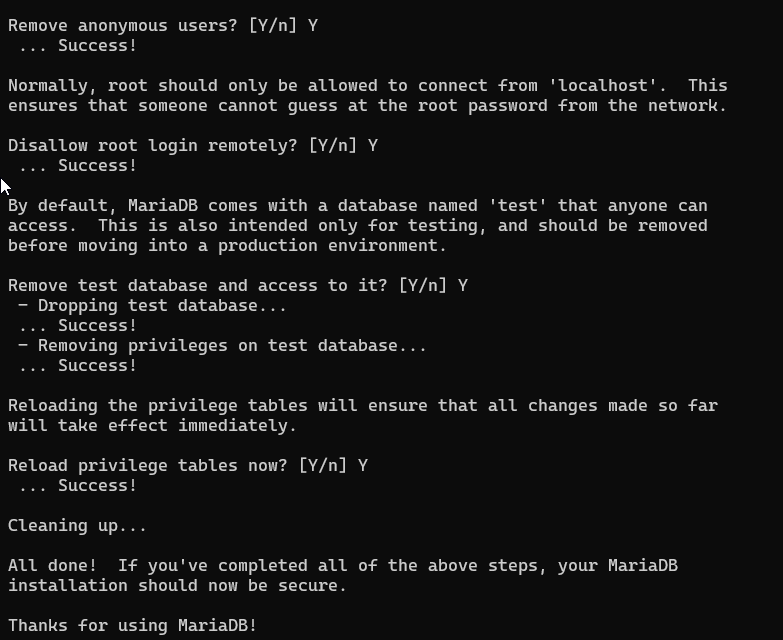 Remove anonymous users? [Y/n] Y
 ... Success!
Normally, root should only be allowed to connect from 'localhost'.  This
ensures that someone cannot guess at the root password from the network.
Disallow root login remotely? [Y/n] Y
 ... Success!
By default, MariaDB comes with a database named 'test' that anyone can
access.  This is also intended only for testing, and should be removed
before moving into a production environment.
Remove test database and access to it? [Y/n] Y
 - Dropping test database...
 ... Success!
 - Removing privileges on test database...
 ... Success!
Reloading the privilege tables will ensure that all changes made so far
will take effect immediately.
Reload privilege tables now? [Y/n] Y
 ... Success!
Cleaning up...
All done!  If you've completed all of the above steps, your MariaDB
installation should now be secure.
Thanks for using MariaDB!